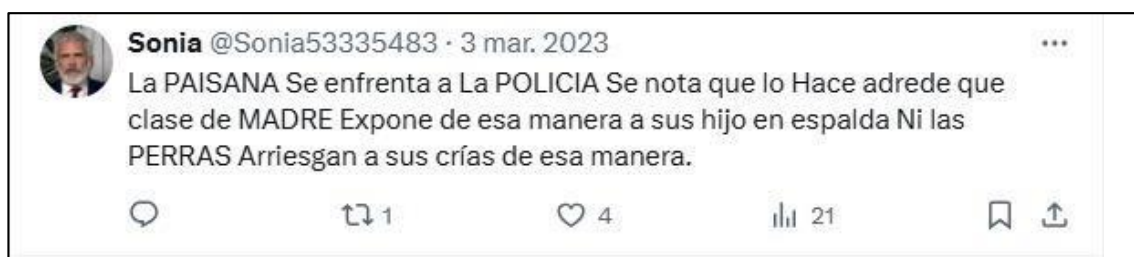 Sonia @Sonia53335483 · 3 mar. 2023
La PAISANA Se enfrenta a La POLICIA Se nota que lo Hace adrede que
clase de MADRE Expone de esa manera a sus hijo en espalda Ni las
PERRAS Arriesgan a sus crías de esa manera.
1 4 21